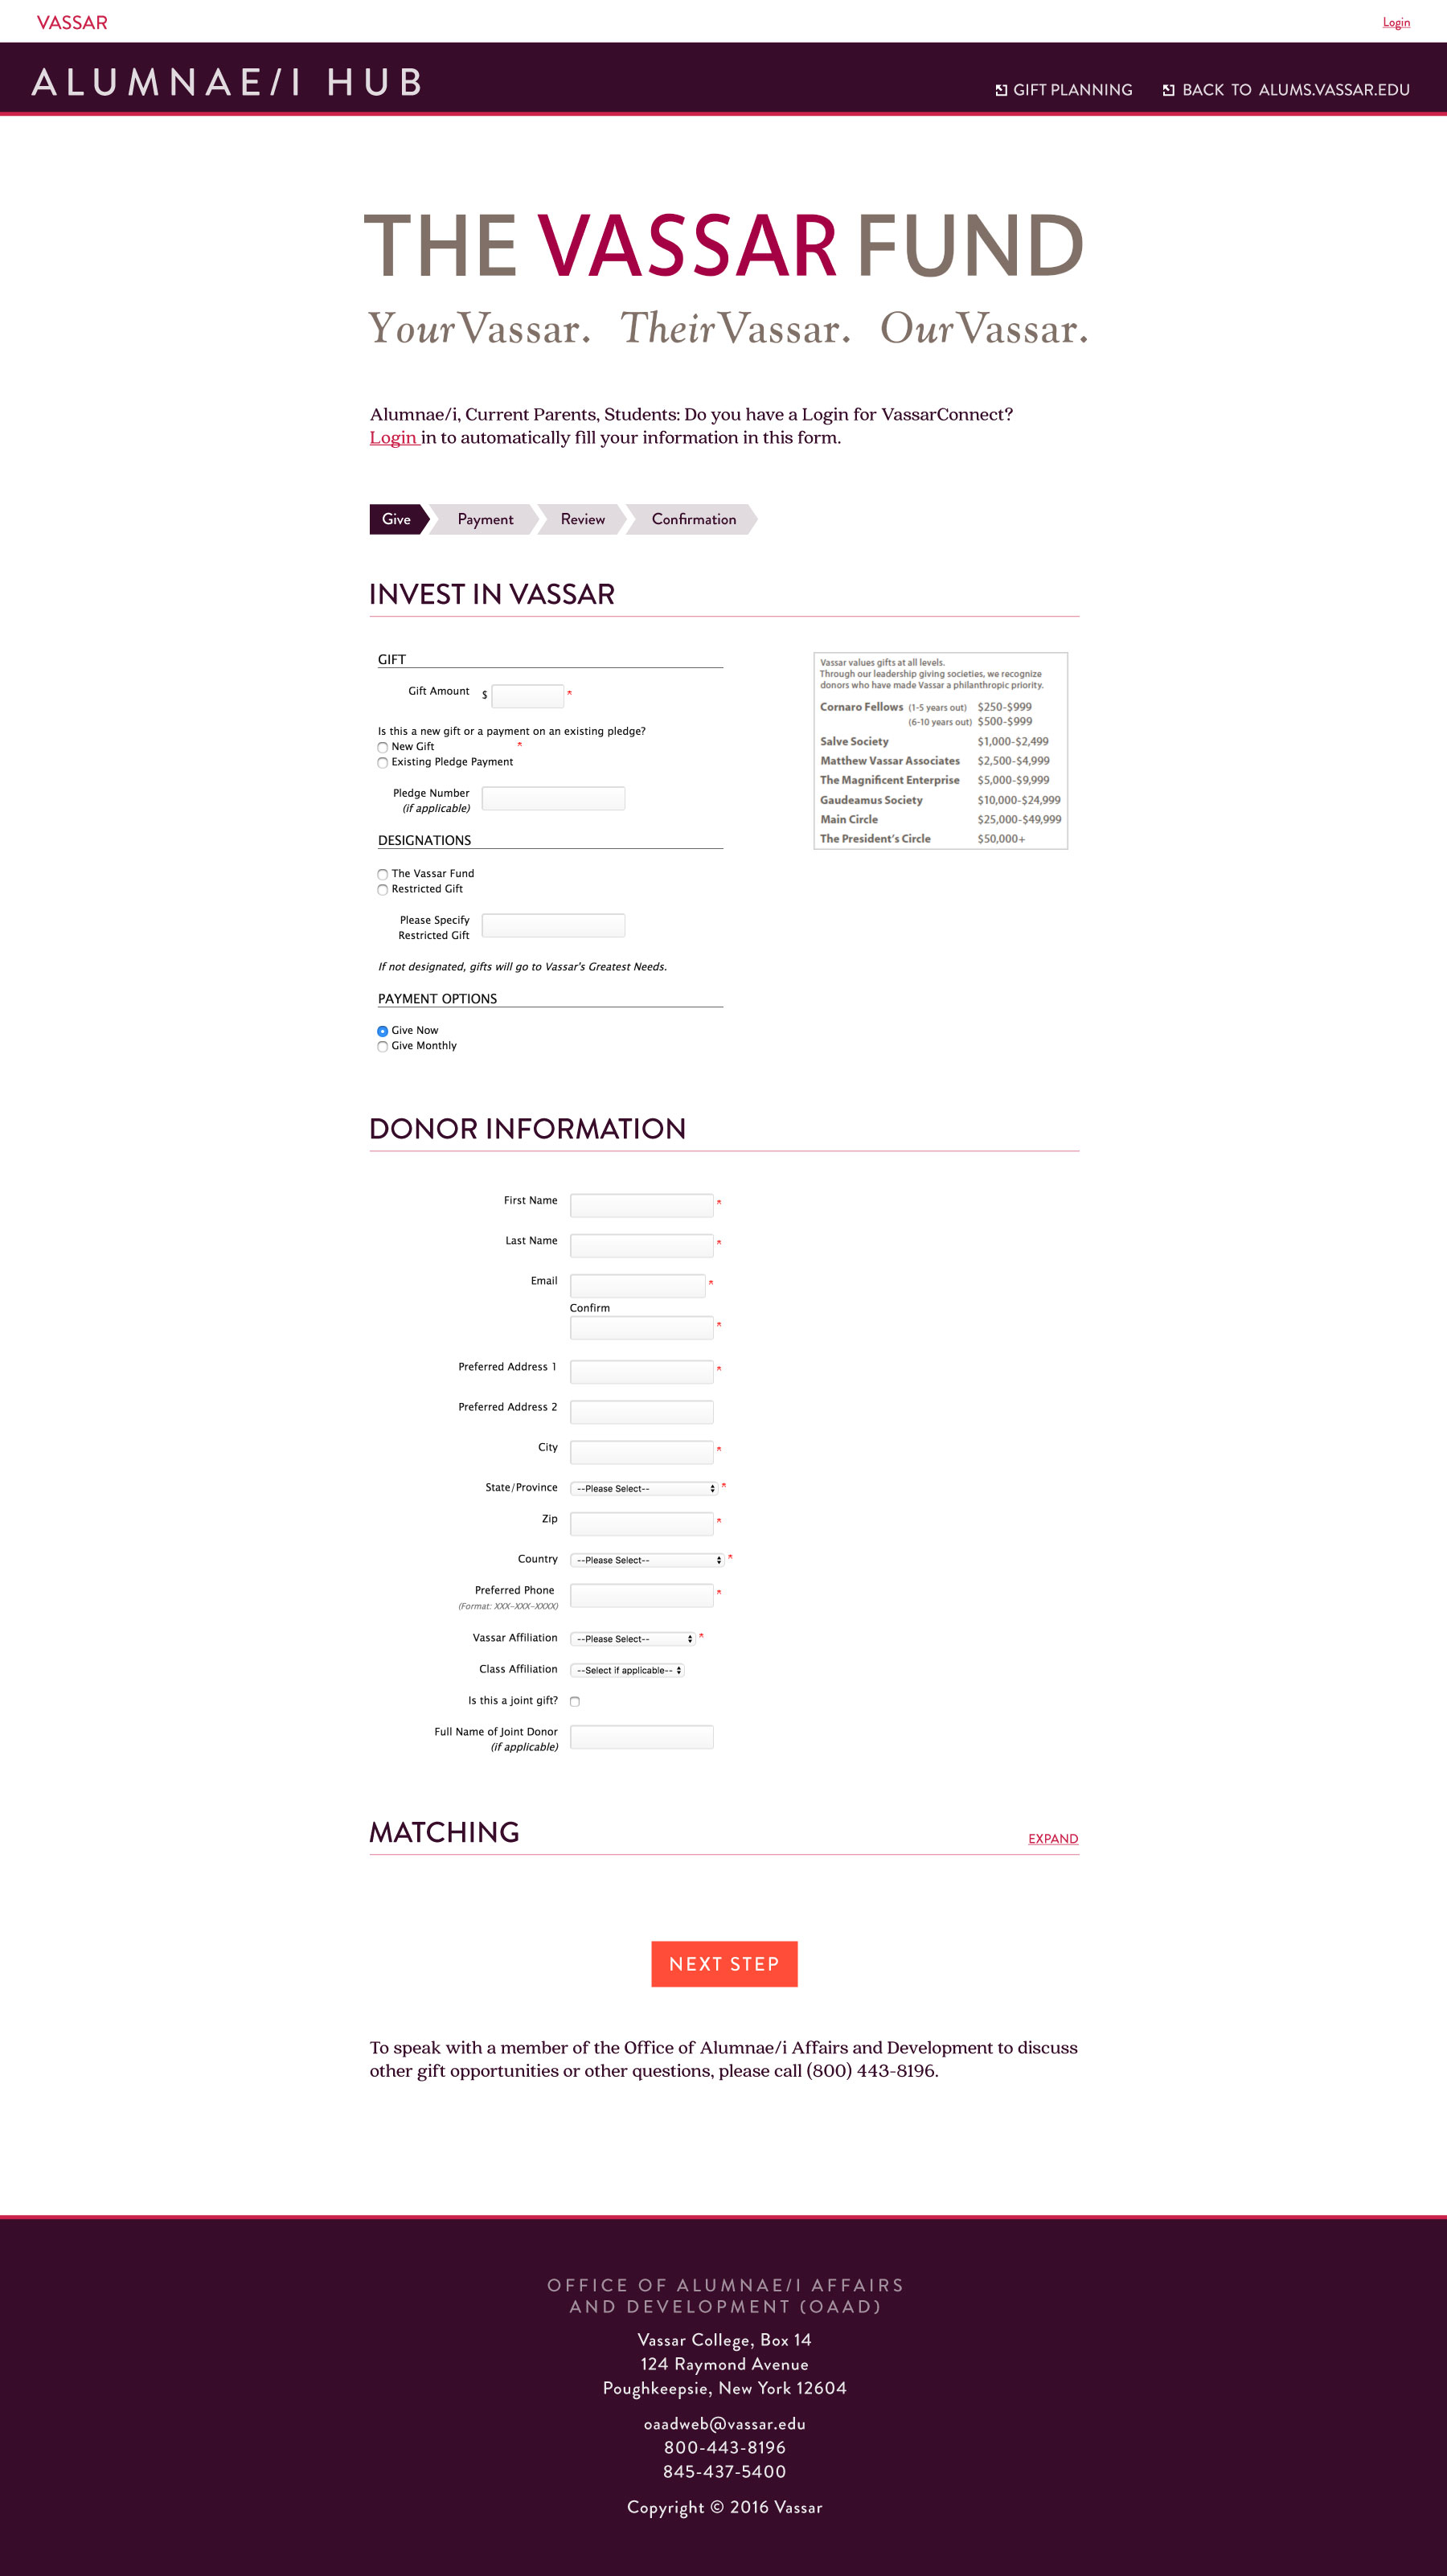 VASSAR
Login
ALUMNAE/I HUB
GIFT PLANNING
BACK TO ALUMS.VASSAR.EDU
THE VASSAR FUND
YourVassar. TheirVassar. OurVassar.
Alumnae/i, Current Parents, Students: Do you have a Login for VassarConnect?
Login in to automatically fill your information in this form.
Give
Payment
Review
Confirmation
INVEST IN VASSAR
GIFT
Gift Amount $ *
Is this a new gift or a payment on an existing pledge?
New Gift *
Existing Pledge Payment
Pledge Number
(if applicable)
DESIGNATIONS
The Vassar Fund
Restricted Gift
Please Specify
Restricted Gift
If not designated, gifts will go to Vassar's Greatest Needs.
PAYMENT OPTIONS
Give Now
Give Monthly
Vassar values gifts at all levels.
Through our leadership giving societies, we recognize
donors who have made Vassar a philanthropic priority.
Cornaro Fellows (1-5 years out) $250-$999
(6-10 years out) $500-$999
Salve Society $1,000-$2,499
Matthew Vassar Associates $2,500-$4,999
The Magnificent Enterprise $5,000-$9,999
Gaudeamus Society $10,000-$24,999
Main Circle $25,000-$49,999
The President's Circle $50,000+
DONOR INFORMATION
First Name *
Last Name *
Email *
Confirm
*
Preferred Address 1 *
Preferred Address 2
City *
State/Province --Please Select-- *
Zip *
Country --Please Select-- *
Preferred Phone *
(Format: XXX-XXX-XXXX)
Vassar Affiliation --Please Select-- *
Class Affiliation --Select if applicable--
Is this a joint gift?
Full Name of Joint Donor
(if applicable)
MATCHING
EXPAND
NEXT STEP
To speak with a member of the Office of Alumnae/i Affairs and Development to discuss
other gift opportunities or other questions, please call (800) 443-8196.
OFFICE OF ALUMNAE/I AFFAIRS
AND DEVELOPMENT (OAAD)
Vassar College, Box 14
124 Raymond Avenue
Poughkeepsie, New York 12604
oaadweb@vassar.edu
800-443-8196
845-437-5400
Copyright © 2016 Vassar